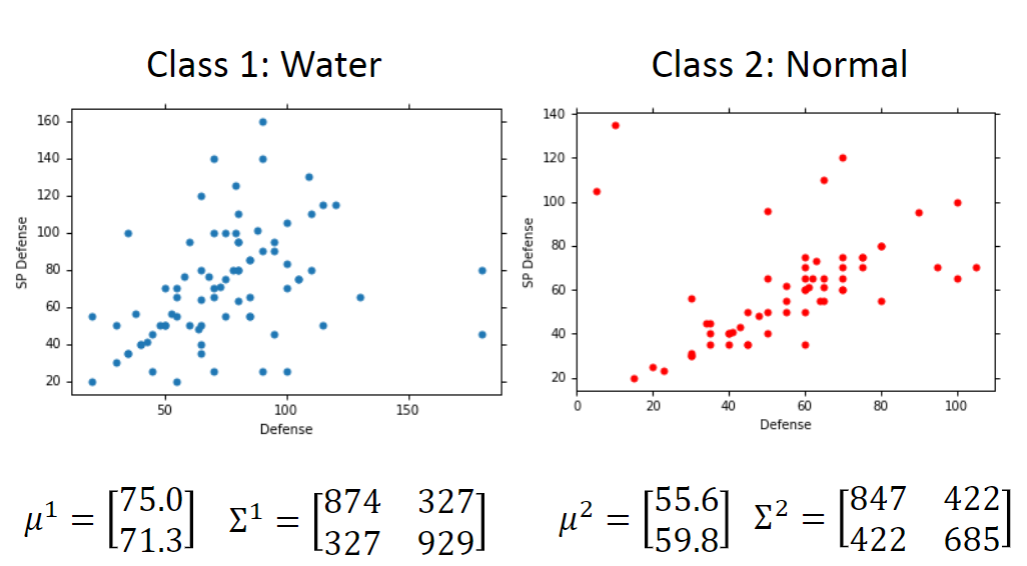 Class 1: Water
Class 2: Normal
160
140
120
100
80
60
40
20
SP Defense
50 100 150
Defense
140
120
100
80
60
40
20
SP Defense
0 20 40 60 80 100
Defense
μ¹ = [75.0 71.3] Σ¹ = [874 327 327 929]
μ² = [55.6 59.8] Σ² = [847 422 422 685]